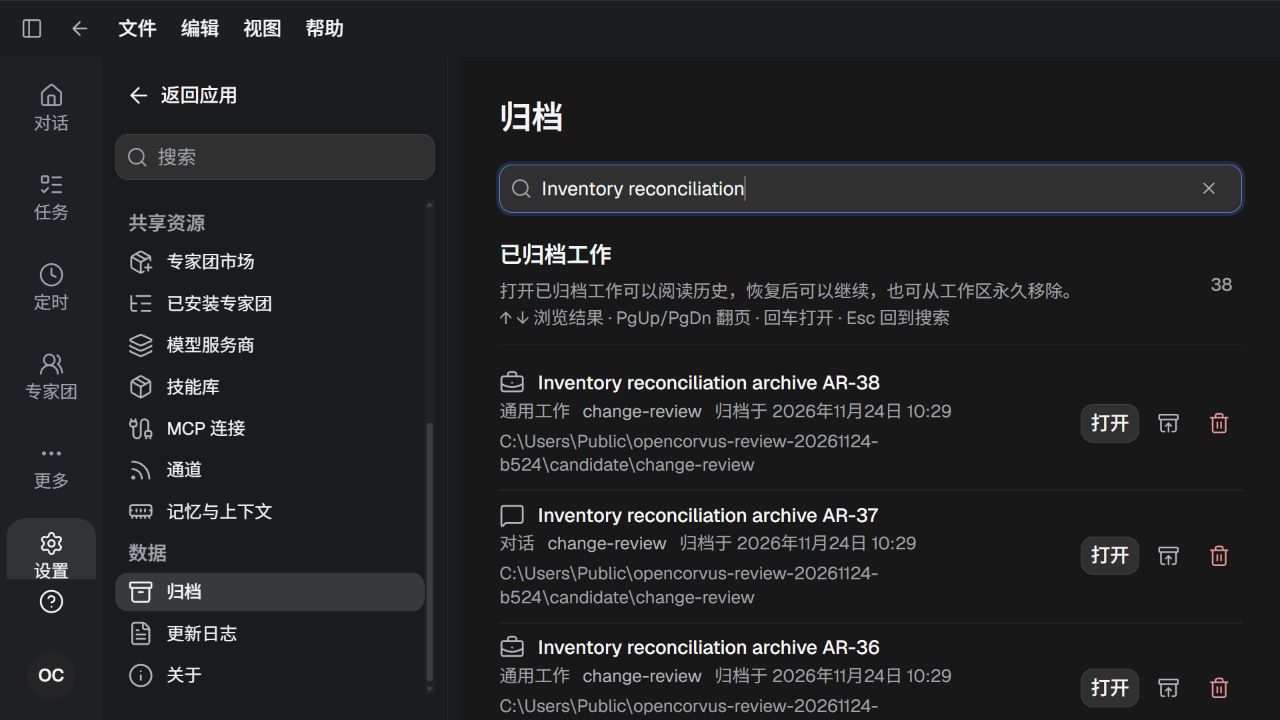 文件 编辑 视图 帮助
对话
任务
定时
专家团
更多
设置
OC
返回应用
搜索
共享资源
专家团市场
已安装专家团
模型服务商
技能库
MCP 连接
通道
记忆与上下文
数据
归档
更新日志
关于
归档
Inventory reconciliation
已归档工作
打开已归档工作可以阅读历史，恢复后可以继续，也可从工作区永久移除。
38
↑↓ 浏览结果 · PgUp/PgDn 翻页 · 回车打开 · Esc 回到搜索
Inventory reconciliation archive AR-38
通用工作 change-review 归档于 2026年11月24日 10:29
C:\Users\Public\opencorvus-review-20261124-
b524\candidate\change-review
打开
Inventory reconciliation archive AR-37
对话 change-review 归档于 2026年11月24日 10:29
C:\Users\Public\opencorvus-review-20261124-
b524\candidate\change-review
打开
Inventory reconciliation archive AR-36
通用工作 change-review 归档于 2026年11月24日 10:29
C:\Users\Public\opencorvus-review-20261124-
打开